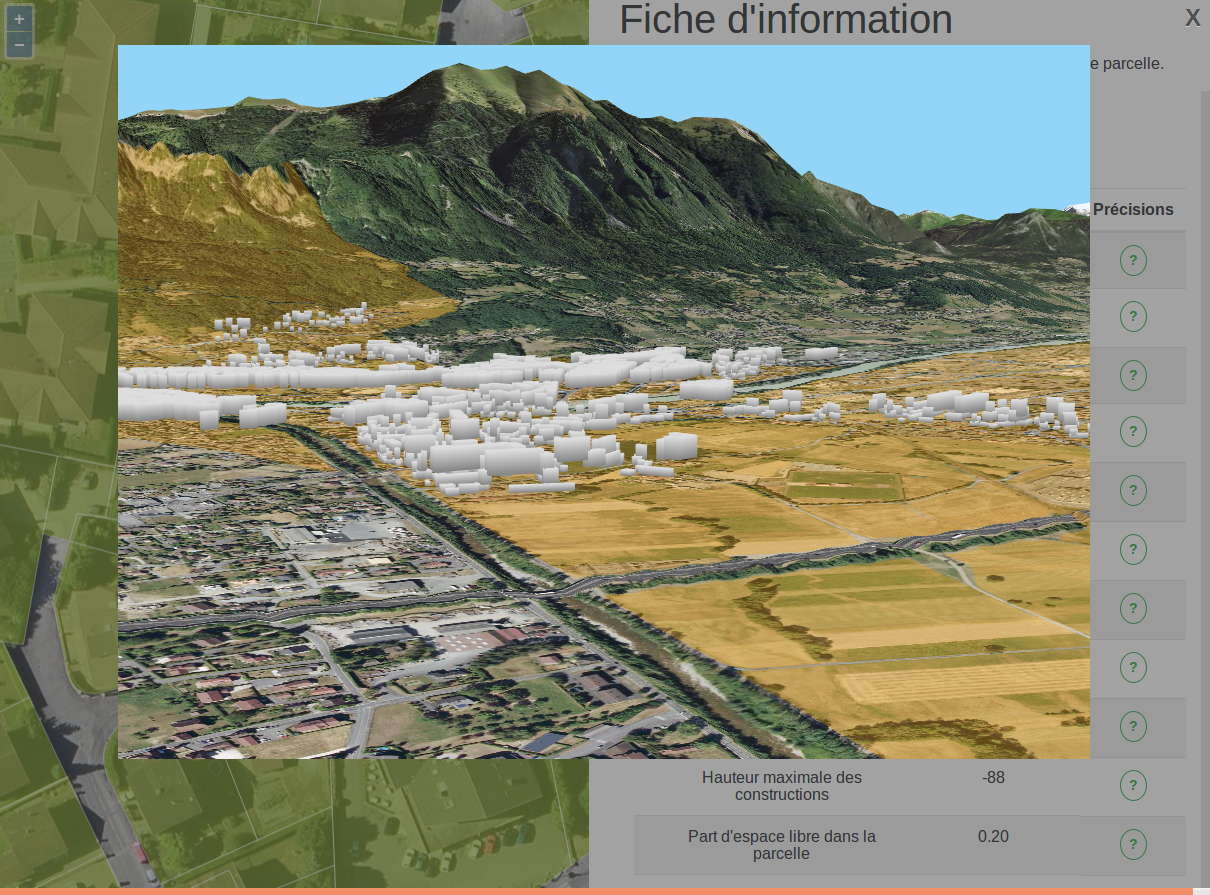 +
−
Fiche d'information
X
e parcelle.
Précisions
?
?
?
?
?
?
?
?
?
Hauteur maximale des
constructions
-88
?
Part d'espace libre dans la
parcelle
0.20
?